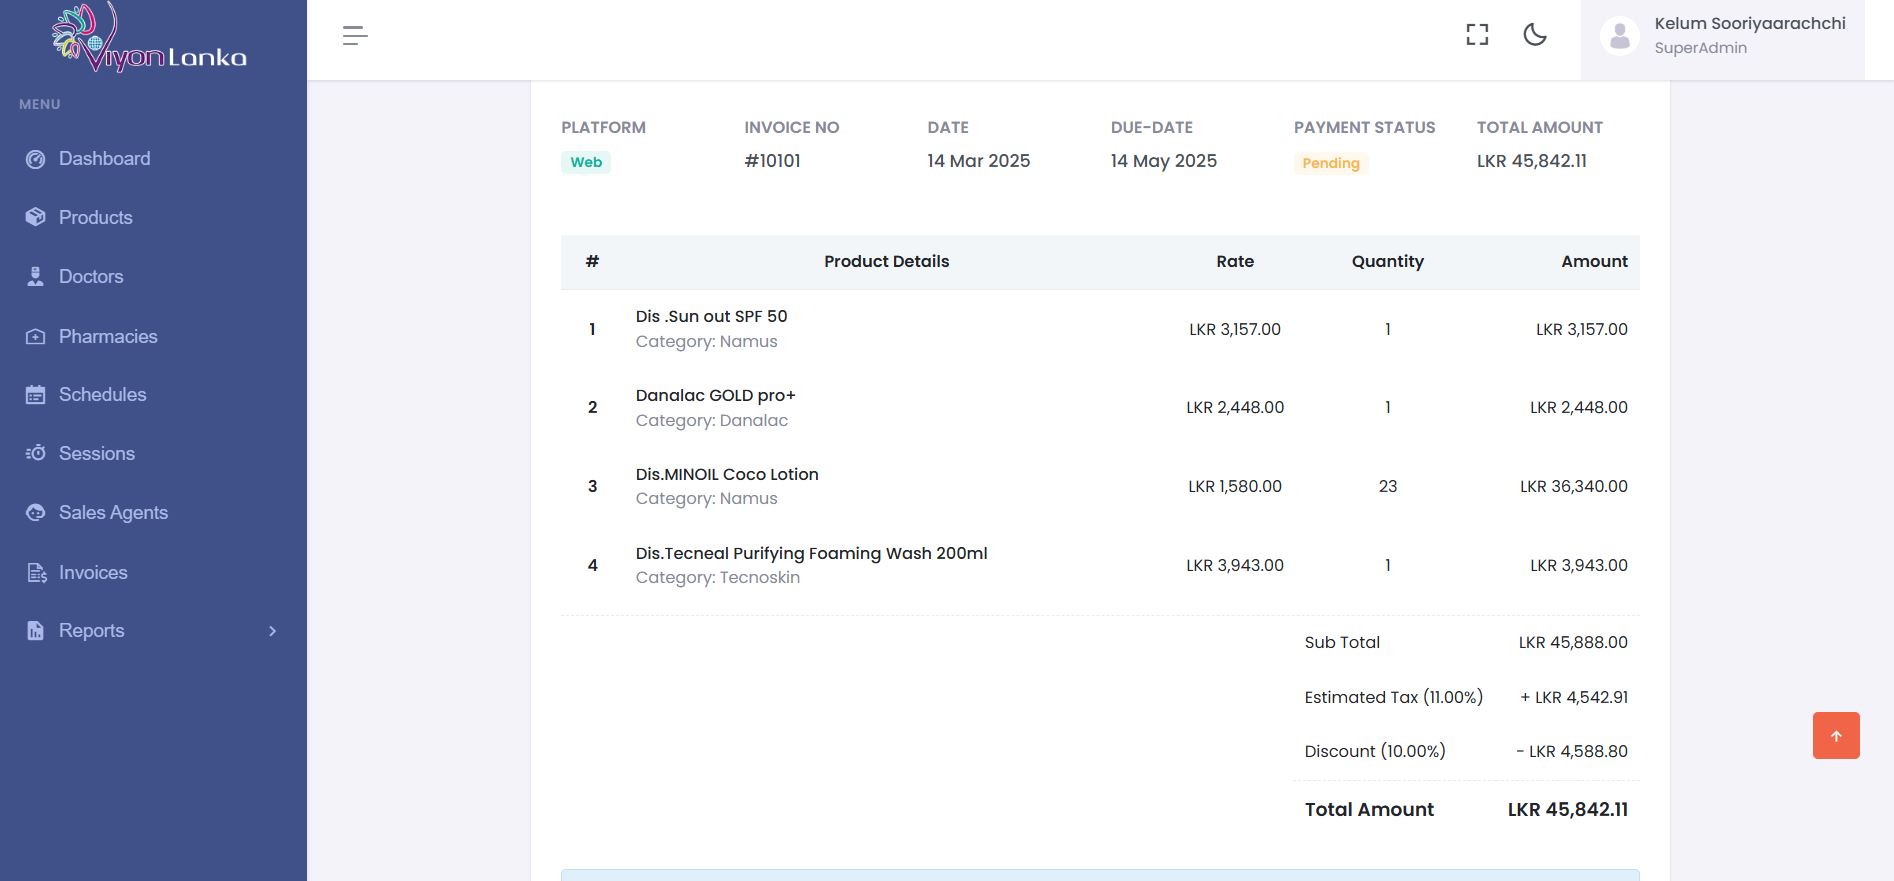 Viyon Lanka
MENU
Dashboard
Products
Doctors
Pharmacies
Schedules
Sessions
Sales Agents
Invoices
Reports
Kelum Sooriyaarachchi
SuperAdmin
PLATFORM INVOICE NO DATE DUE-DATE PAYMENT STATUS TOTAL AMOUNT
Web #10101 14 Mar 2025 14 May 2025 Pending LKR 45,842.11
# Product Details Rate Quantity Amount
1 Dis .Sun out SPF 50 LKR 3,157.00 1 LKR 3,157.00
Category: Namus
2 Danalac GOLD pro+ LKR 2,448.00 1 LKR 2,448.00
Category: Danalac
3 Dis.MINOIL Coco Lotion LKR 1,580.00 23 LKR 36,340.00
Category: Namus
4 Dis.Tecneal Purifying Foaming Wash 200ml LKR 3,943.00 1 LKR 3,943.00
Category: Tecnoskin
Sub Total LKR 45,888.00
Estimated Tax (11.00%) + LKR 4,542.91
Discount (10.00%) - LKR 4,588.80
Total Amount LKR 45,842.11